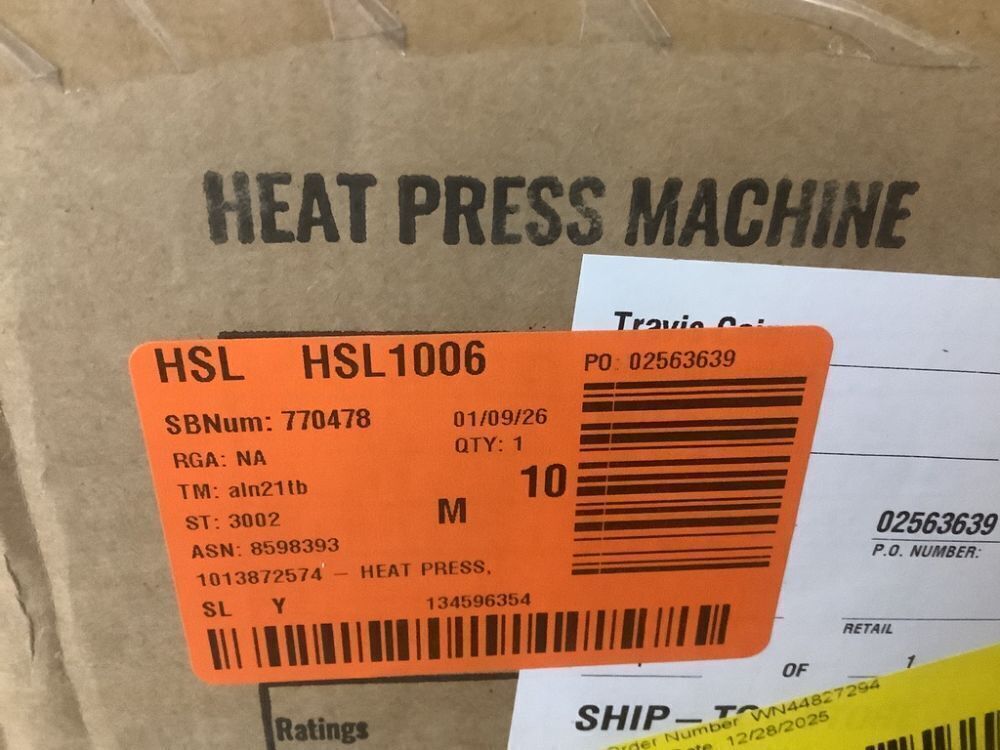 HEAT PRESS MACHINE
Travis
HSL HSL1006 PO: 02563639
SBNum: 770478 01/09/26
RGA: NA QTY: 1
TM: aln21tb 10
ST: 3002 M
ASN: 8598393
1013872574 – HEAT PRESS,
SL Y 134596354
02563639
P.O. NUMBER:
RETAIL
OF 1
SHIP – TO
Order Number WN44827294
12/28/2025
Ratings